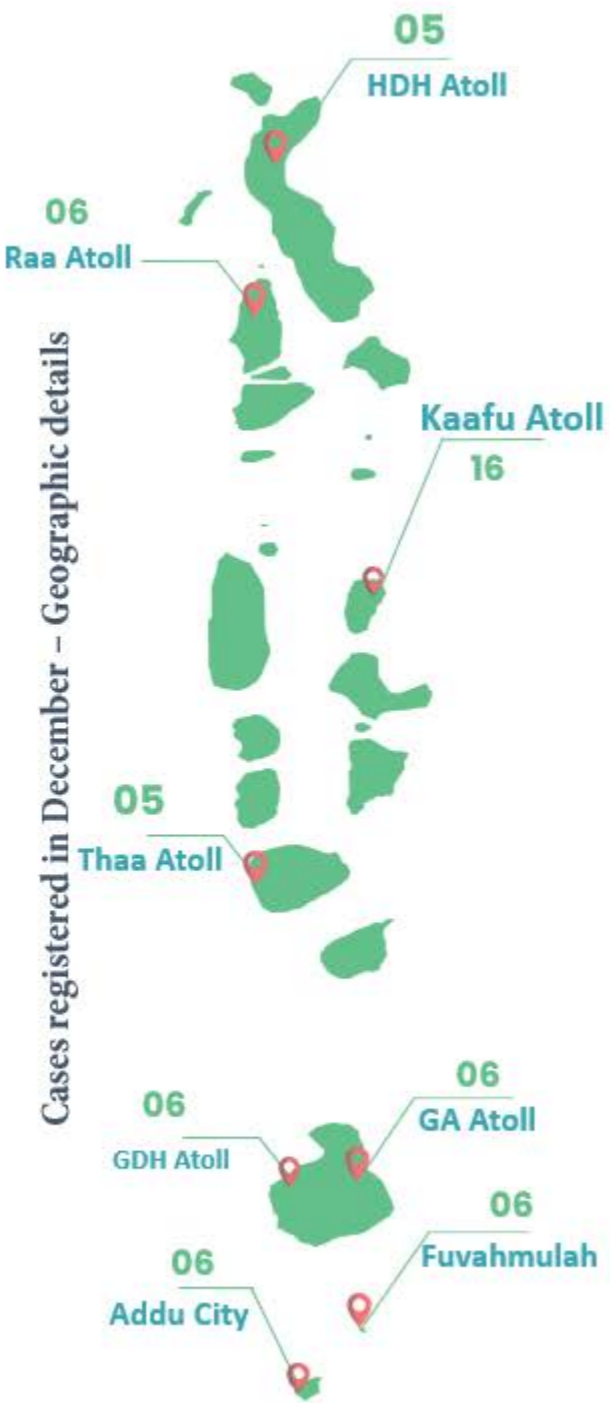 05
HDH Atoll
06
Raa Atoll
Cases registered in December – Geographic details
Kaafu Atoll
16
05
Thaa Atoll
06
GA Atoll
06
GDH Atoll
06
Fuvahmulah
06
Addu City